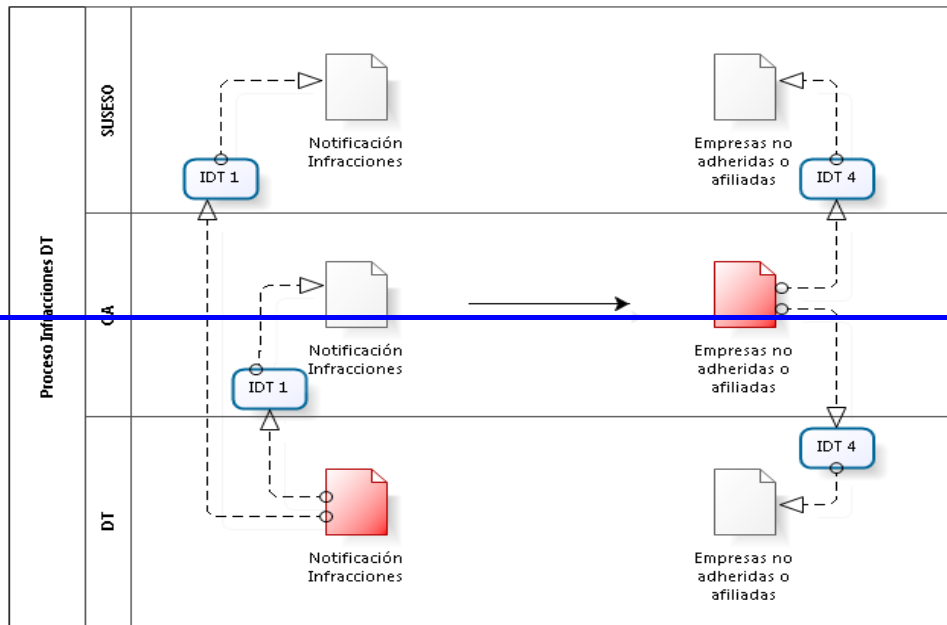 Proceso Infracciones DT
SUSESO
IDT 1
Notificación
Infracciones
Empresas no
adheridas o
afiliadas
IDT 4
IDT 1
Notificación
Infracciones
Empresas no
adheridas o
afiliadas
DT
Notificación
Infracciones
IDT 4
Empresas no
adheridas o
afiliadas